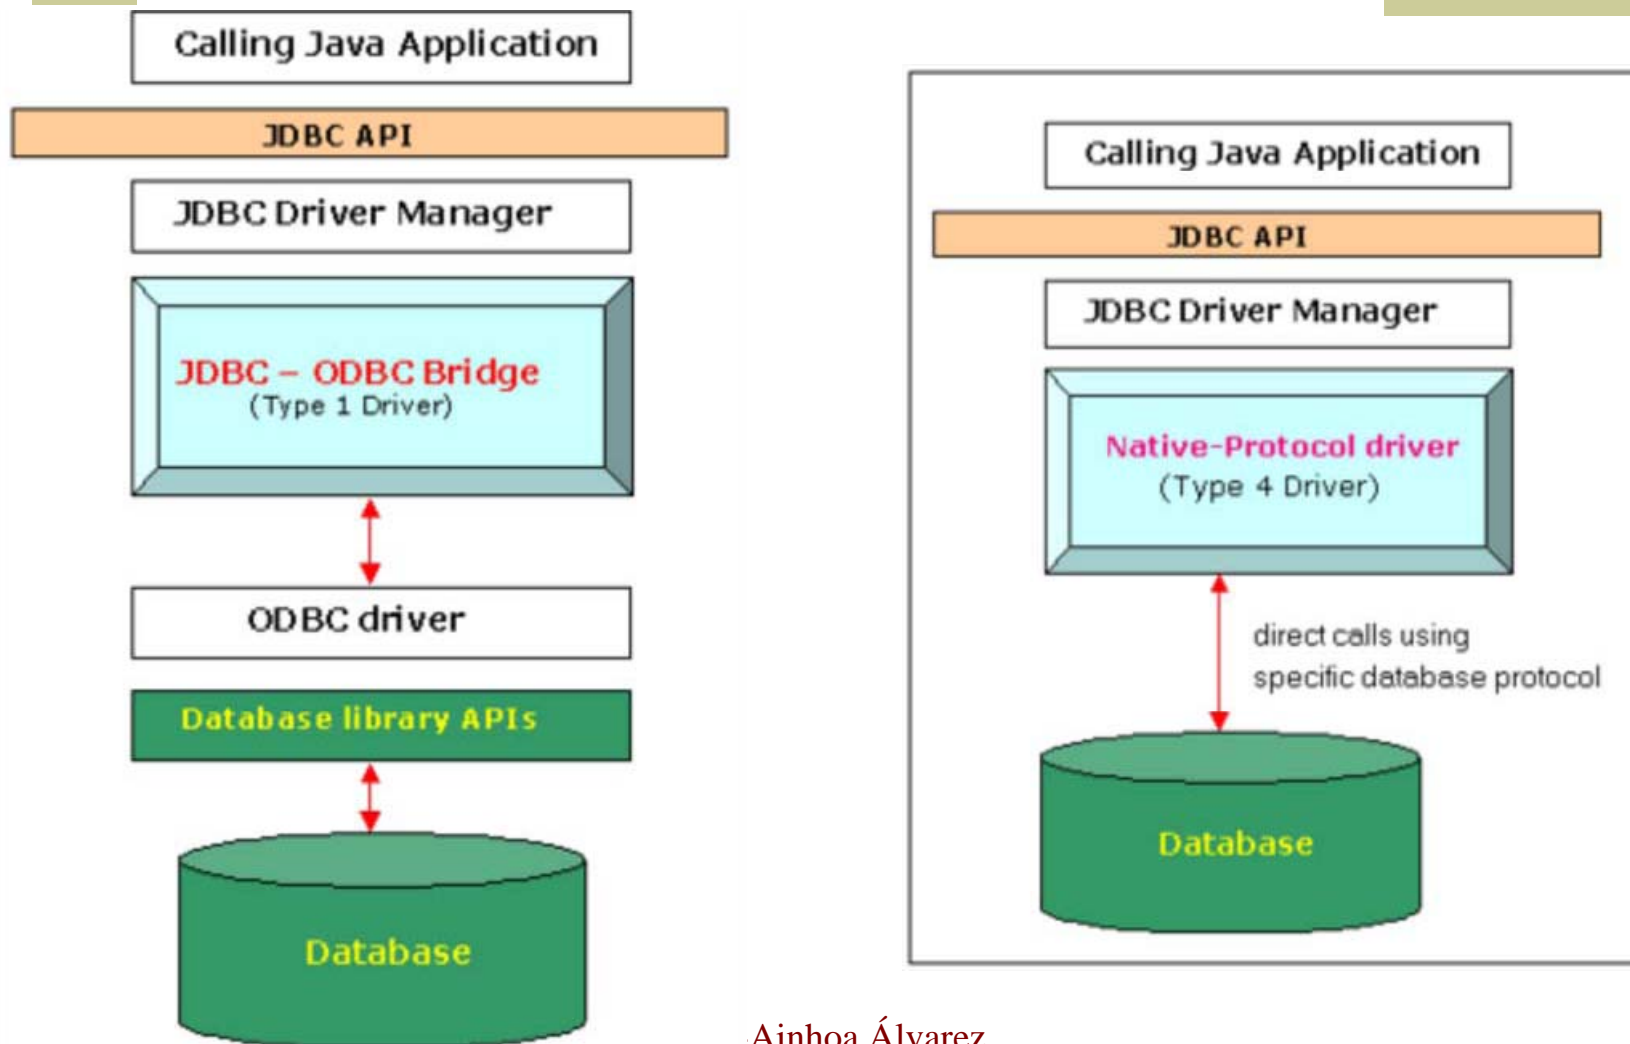 Calling Java Application
JDBC API
JDBC Driver Manager
JDBC – ODBC Bridge
(Type 1 Driver)
ODBC driver
Database library APIs
Database
Calling Java Application
JDBC API
JDBC Driver Manager
Native-Protocol driver
(Type 4 Driver)
direct calls using
specific database protocol
Database
Ainhoa Álvarez